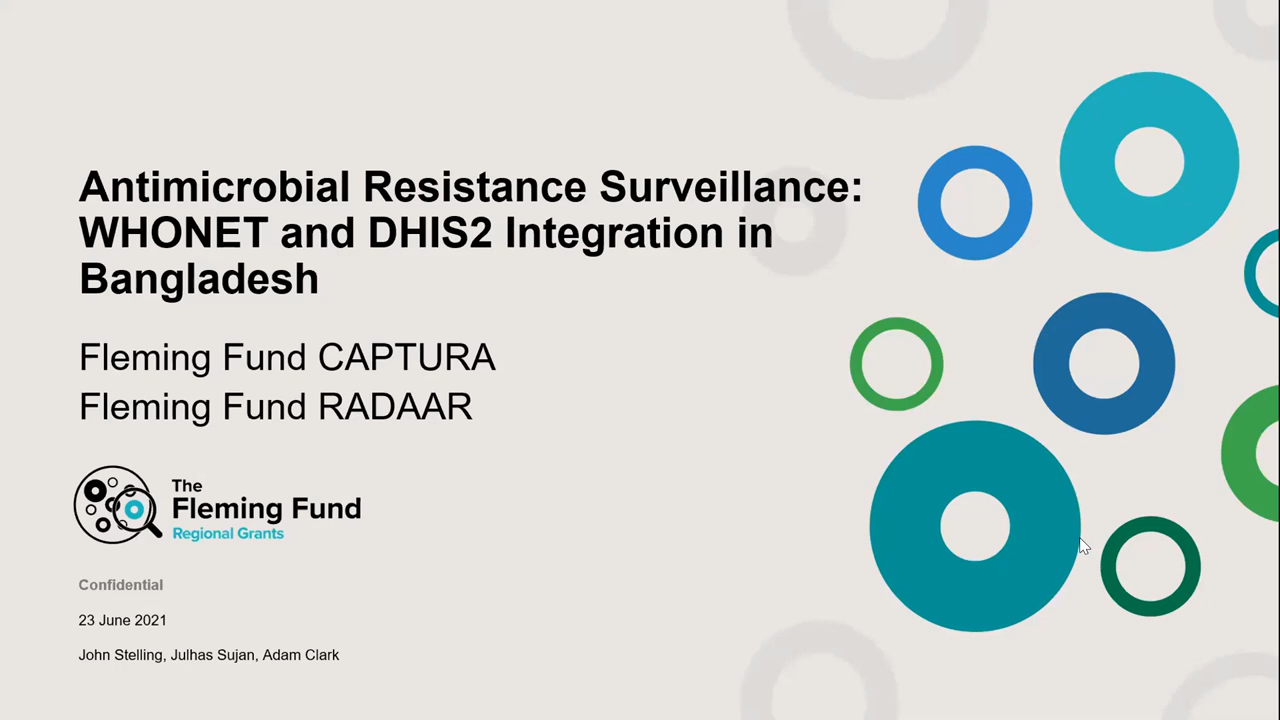 Antimicrobial Resistance Surveillance:
WHONET and DHIS2 Integration in
Bangladesh
Fleming Fund CAPTURA
Fleming Fund RADAAR
The
Fleming Fund
Regional Grants
Confidential
23 June 2021
John Stelling, Julhas Sujan, Adam Clark